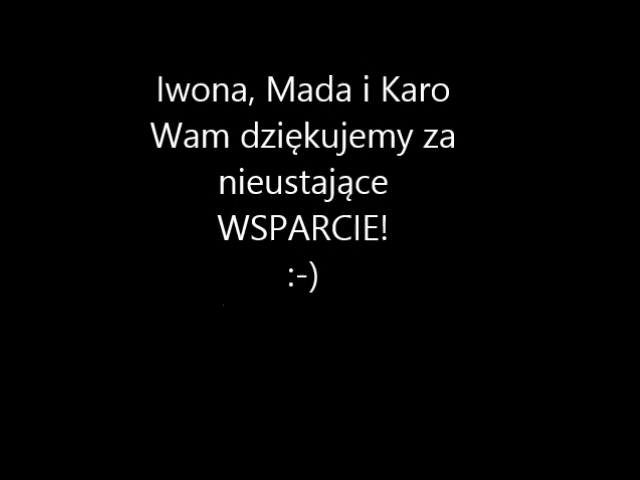 Iwona, Mada i Karo
Wam dziękujemy za
nieustające
WSPARCIE!
:-)